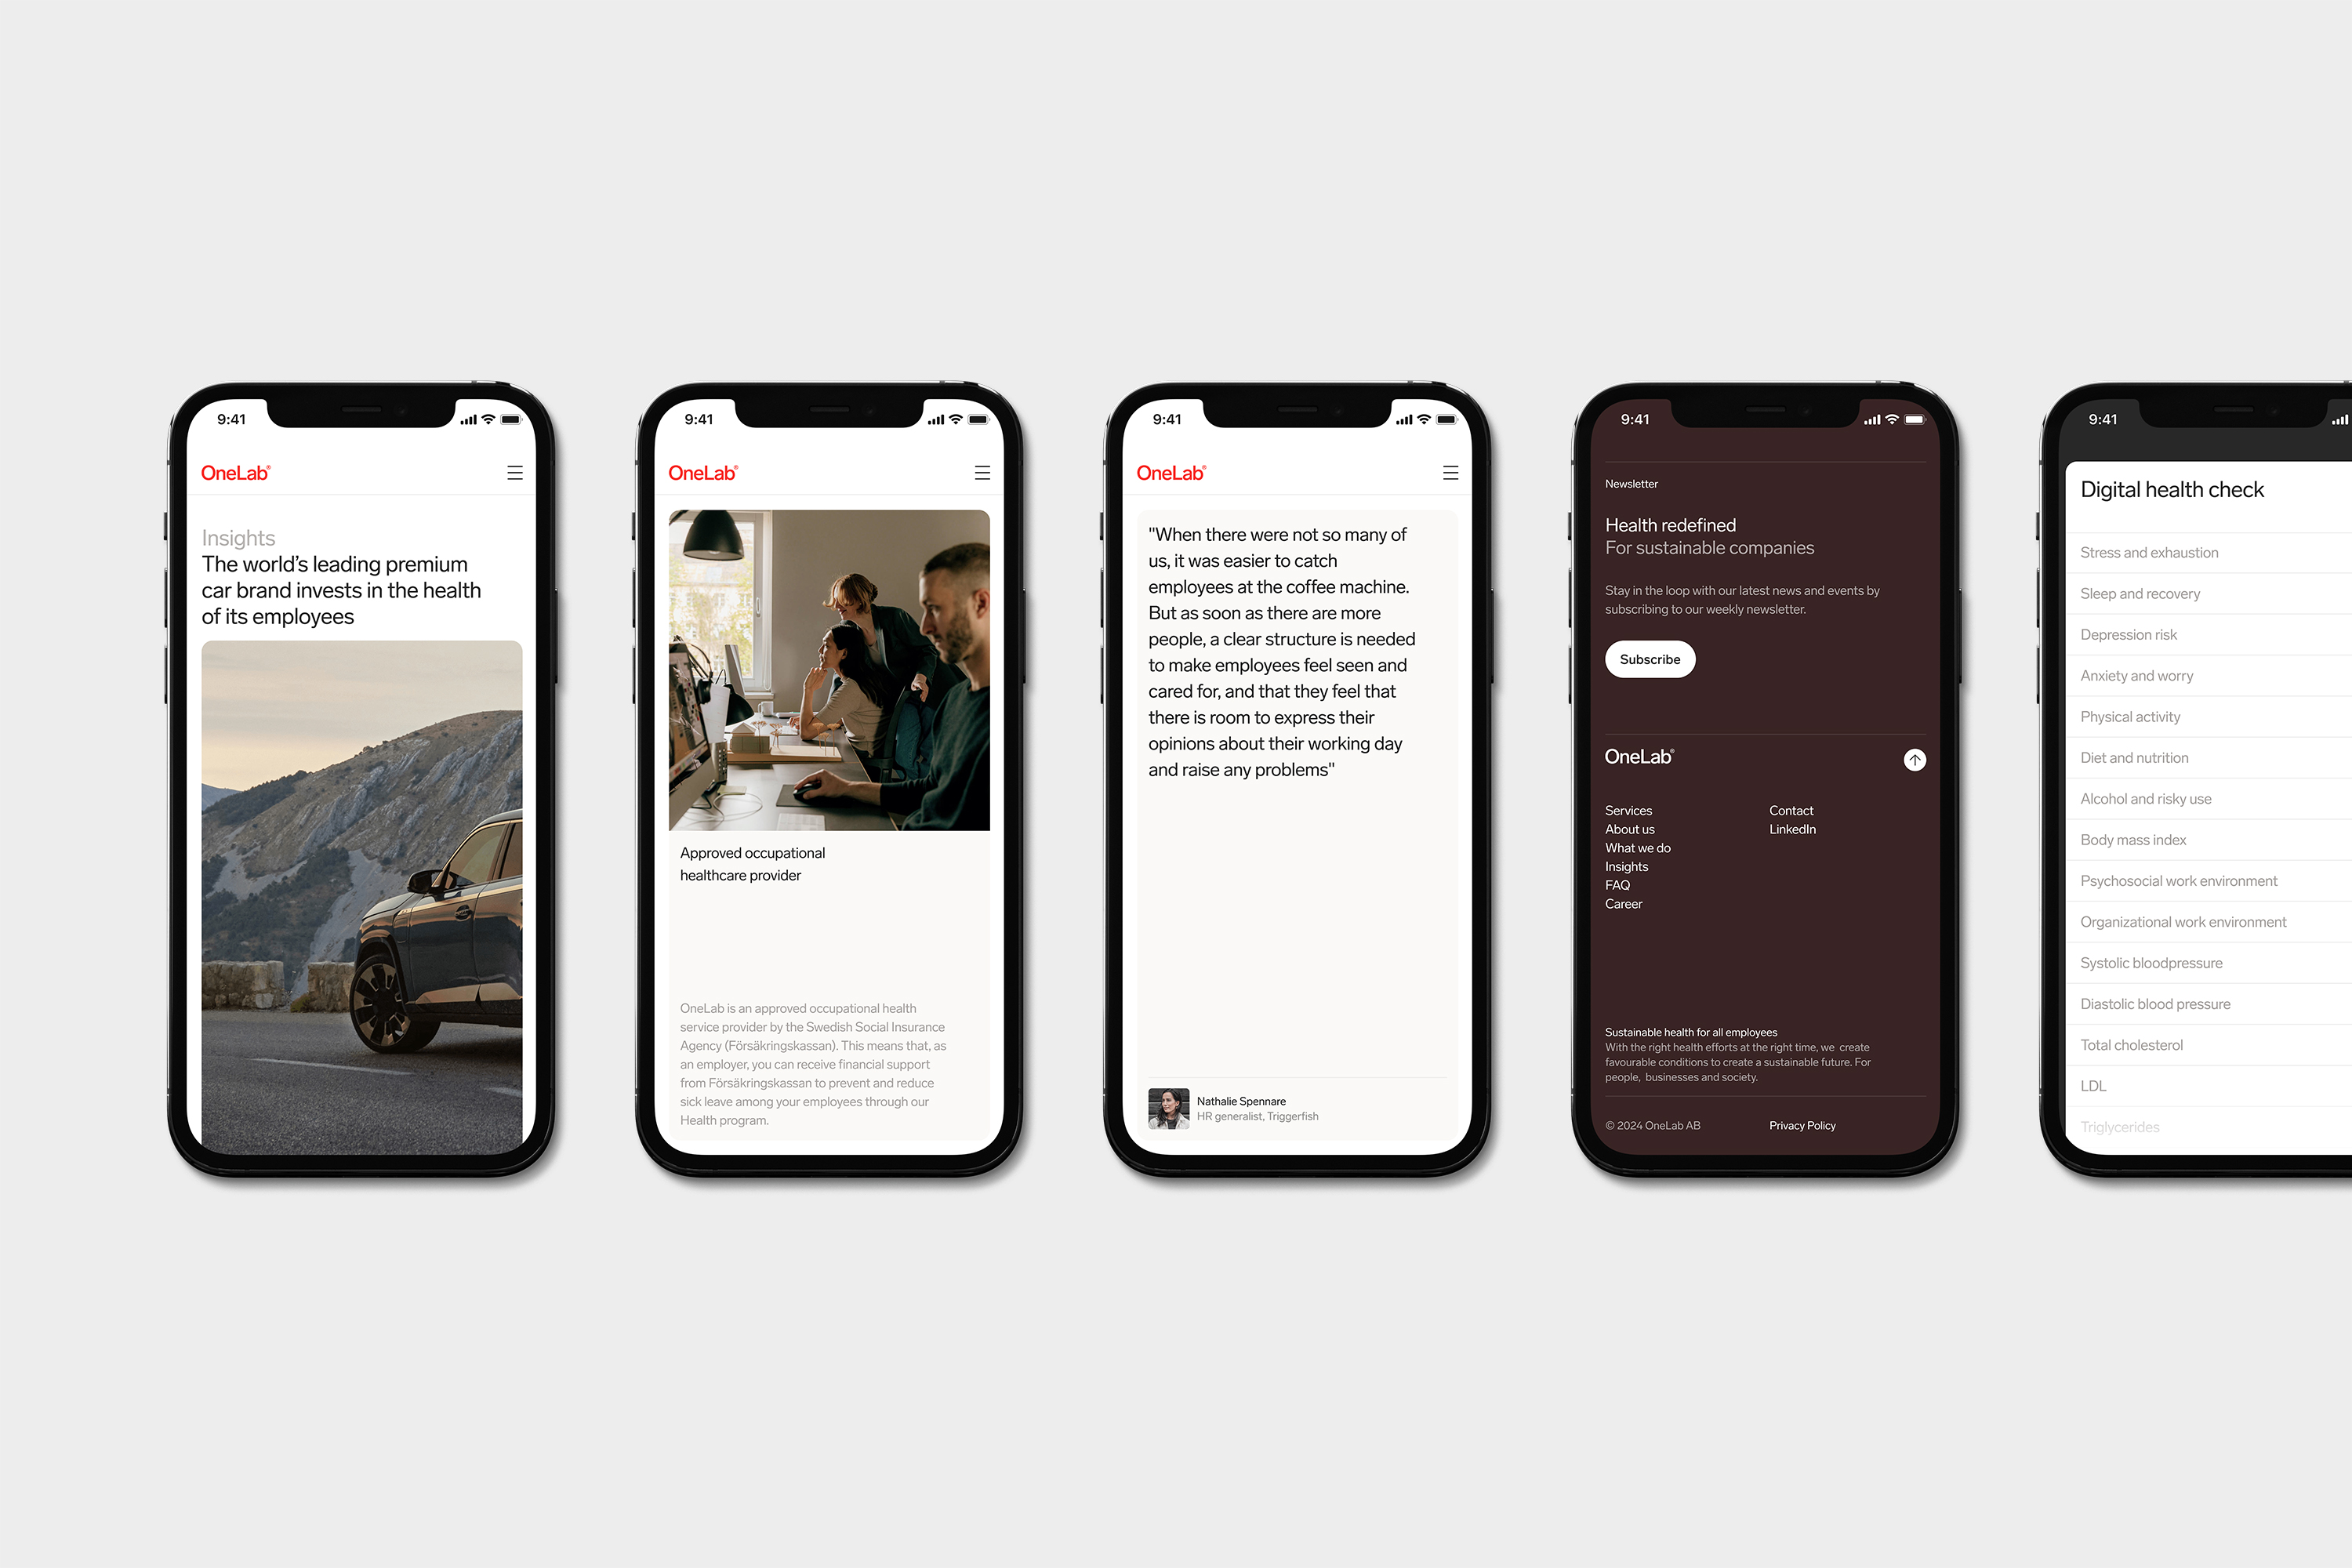 9:41
OneLab®
Insights
The world's leading premium
car brand invests in the health
of its employees
9:41
OneLab®
Approved occupational
healthcare provider
OneLab is an approved occupational health
service provider by the Swedish Social Insurance
Agency (Försäkringskassan). This means that, as
an employer, you can receive financial support
from Försäkringskassan to prevent and reduce
sick leave among your employees through our
Health program.
9:41
OneLab®
"When there were not so many of
us, it was easier to catch
employees at the coffee machine.
But as soon as there are more
people, a clear structure is needed
to make employees feel seen and
cared for, and that they feel that
there is room to express their
opinions about their working day
and raise any problems"
Nathalie Spennare
HR generalist, Triggerfish
9:41
Newsletter
Health redefined
For sustainable companies
Stay in the loop with our latest news and events by
subscribing to our weekly newsletter.
Subscribe
OneLab®
Services
About us
What we do
Insights
FAQ
Career
Contact
LinkedIn
Sustainable health for all employees
With the right health efforts at the right time, we create
favourable conditions to create a sustainable future. For
people, businesses and society.
© 2024 OneLab AB
Privacy Policy
9:41
Digital health check
Stress and exhaustion
Sleep and recovery
Depression risk
Anxiety and worry
Physical activity
Diet and nutrition
Alcohol and risky use
Body mass index
Psychosocial work environment
Organizational work environment
Systolic bloodpressure
Diastolic blood pressure
Total cholesterol
LDL
Triglycerides